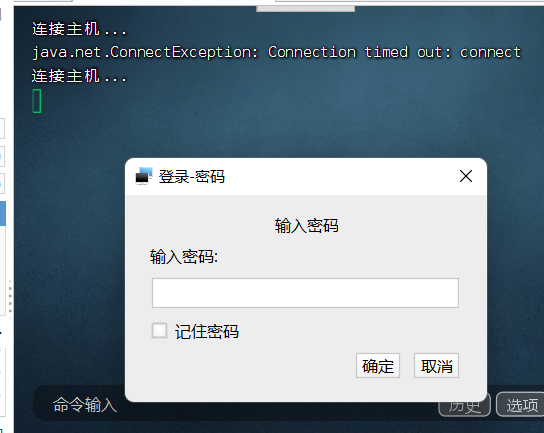 连接主机...
java.net.ConnectException: Connection timed out: connect
连接主机...
登录-密码
输入密码
输入密码:
记住密码
确定
取消
命令输入
历史
选项